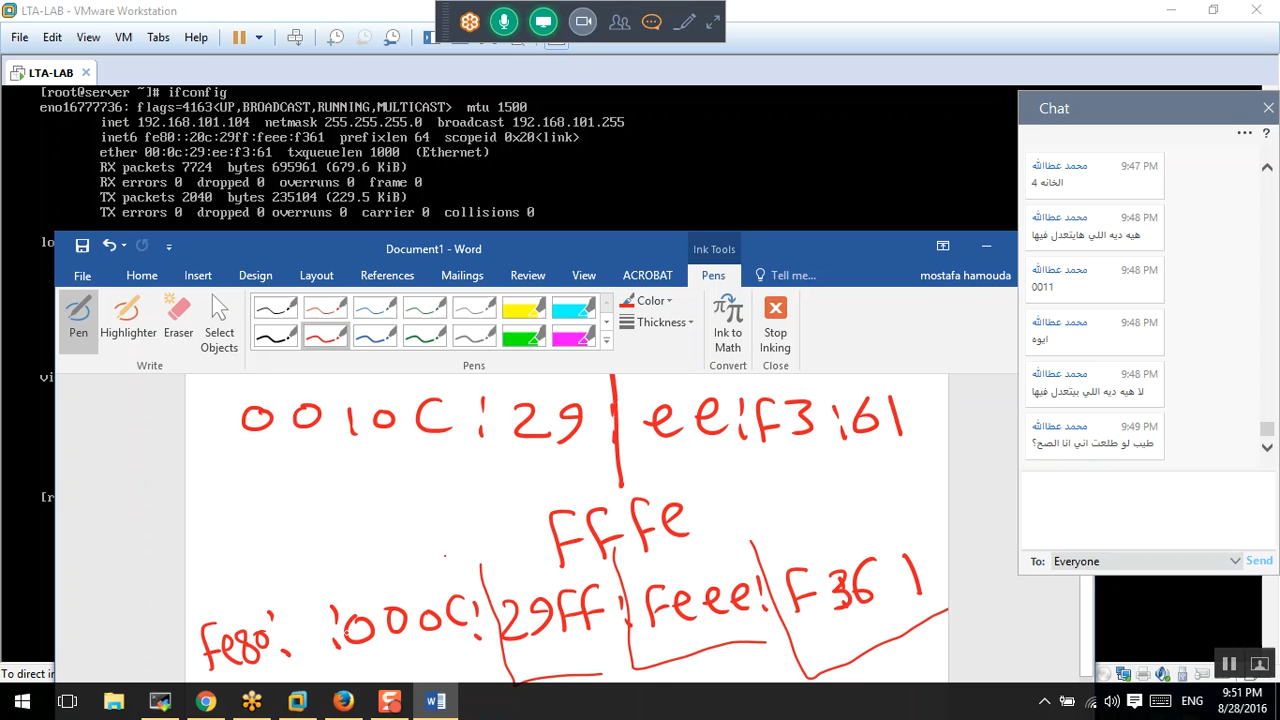 LTA-LAB - VMware Workstation
File Edit View VM Tabs Help
LTA-LAB
[root@server ~]# ifconfig
eno16777736: flags=4163<UP,BROADCAST,RUNNING,MULTICAST> mtu 1500
inet 192.168.101.104 netmask 255.255.255.0 broadcast 192.168.101.255
inet6 fe80::20c:29ff:feee:f361 prefixlen 64 scopeid 0x20<link>
ether 00:0c:29:ee:f3:61 txqueuelen 1000 (Ethernet)
RX packets 7724 bytes 695961 (679.6 KiB)
RX errors 0 dropped 0 overruns 0 frame 0
TX packets 2040 bytes 235104 (229.5 KiB)
TX errors 0 dropped 0 overruns 0 carrier 0 collisions 0
lo
vi
[r
To direct i
Document1 - Word
Ink Tools
File Home Insert Design Layout References Mailings Review View ACROBAT Pens Tell me... mostafa hamouda
Pen
Highlighter
Eraser
Select Objects
Color
Thickness
Ink to Math
Stop Inking
Write Pens Convert Close
00:0C:29:ee:F3:61
FFFe
fe80: :000C:29FF:Feee:F361
Chat
محمد عطاالله 9:47 PM
الخانه 4
محمد عطاالله 9:48 PM
هيه ديه اللي هايتعدل فيها
محمد عطاالله 9:48 PM
0011
محمد عطاالله 9:48 PM
ايوه
محمد عطاالله 9:48 PM
لا هيه ديه اللي بيتعدل فيها
محمد عطاالله 9:49 PM
طيب لو طلعت اني انا الصح؟
To: Everyone Send
ENG
9:51 PM
8/28/2016